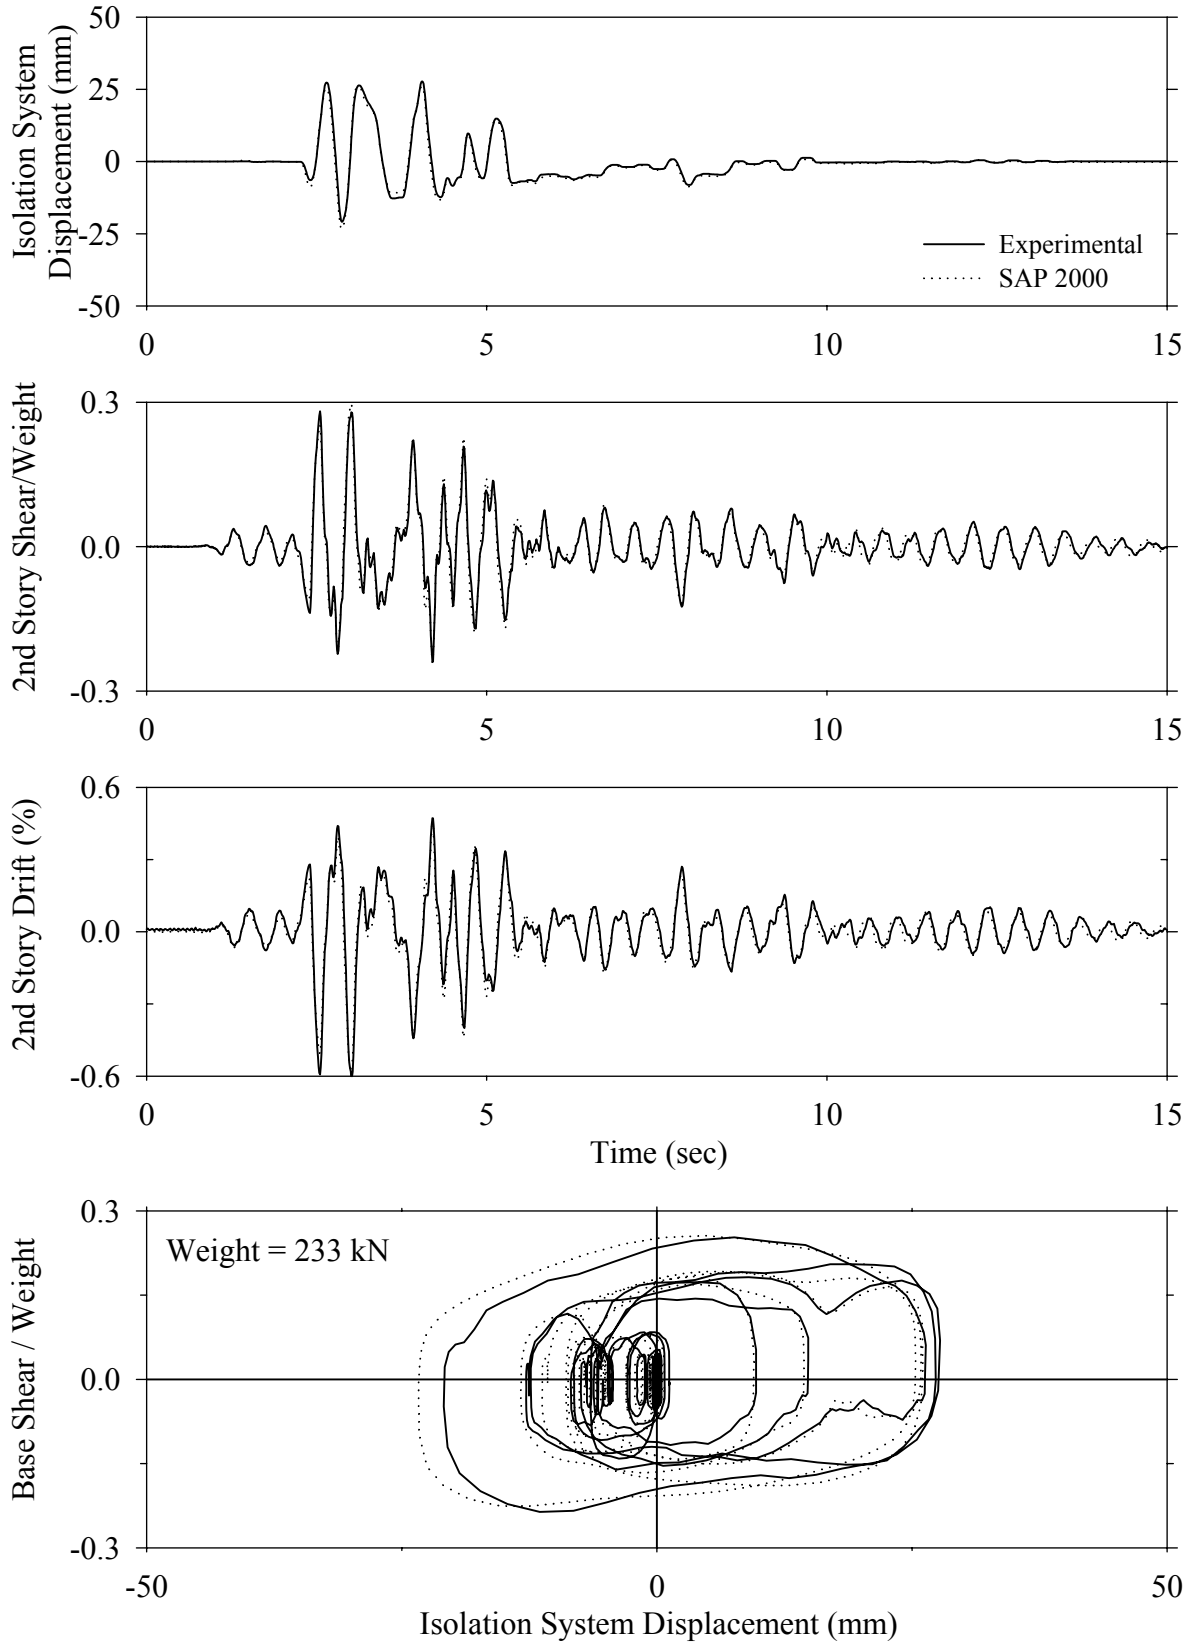 50
25
0
-25
-50
Isolation System
Displacement (mm)
Experimental
SAP 2000
0 5 10 15
0.3
0.0
-0.3
2nd Story Shear/Weight
0 5 10 15
0.6
0.0
-0.6
2nd Story Drift (%)
0 5 10 15
Time (sec)
0.3
0.0
-0.3
Base Shear / Weight
Weight = 233 kN
-50 0 50
Isolation System Displacement (mm)